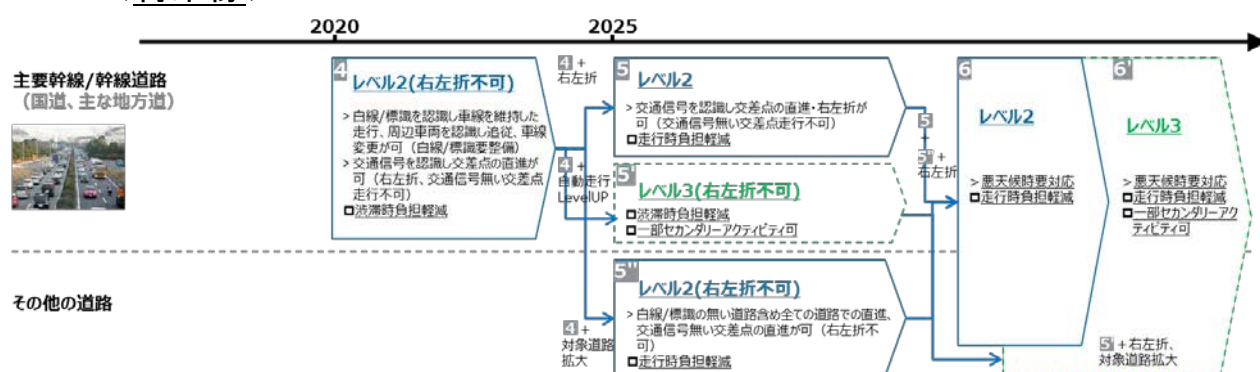 2020
2025
主要幹線/幹線道路
（国道、主な地方道）
4
レベル2(右左折不可)
> 白線/標識を認識し車線を維持した
走行、周辺車両を認識し追従、車線
変更が可（白線/標識要整備）
> 交通信号を認識し交差点の直進が
可（右左折、交通信号無い交差点
走行不可）
渋滞時負担軽減
4 +
右左折
4 +
自動走行
LevelUP
4 +
対象道路
拡大
5
レベル2
> 交通信号を認識し交差点の直進・右左折が
可（交通信号無い交差点走行不可）
走行時負担軽減
5'
レベル3(右左折不可)
渋滞時負担軽減
一部セカンダリーアクティビティ可
その他の道路
5''
レベル2(右左折不可)
> 白線/標識の無い道路含め全ての道路での直進、
交通信号無い交差点の直進が可（右左折不
可）
走行時負担軽減
5
+
5'' +
右左折
6
レベル2
> 悪天候時要対応
走行時負担軽減
6'
レベル3
> 悪天候時要対応
走行時負担軽減
一部セカンダリーアク
ティビティ可
5' + 右左折、
対象道路拡大